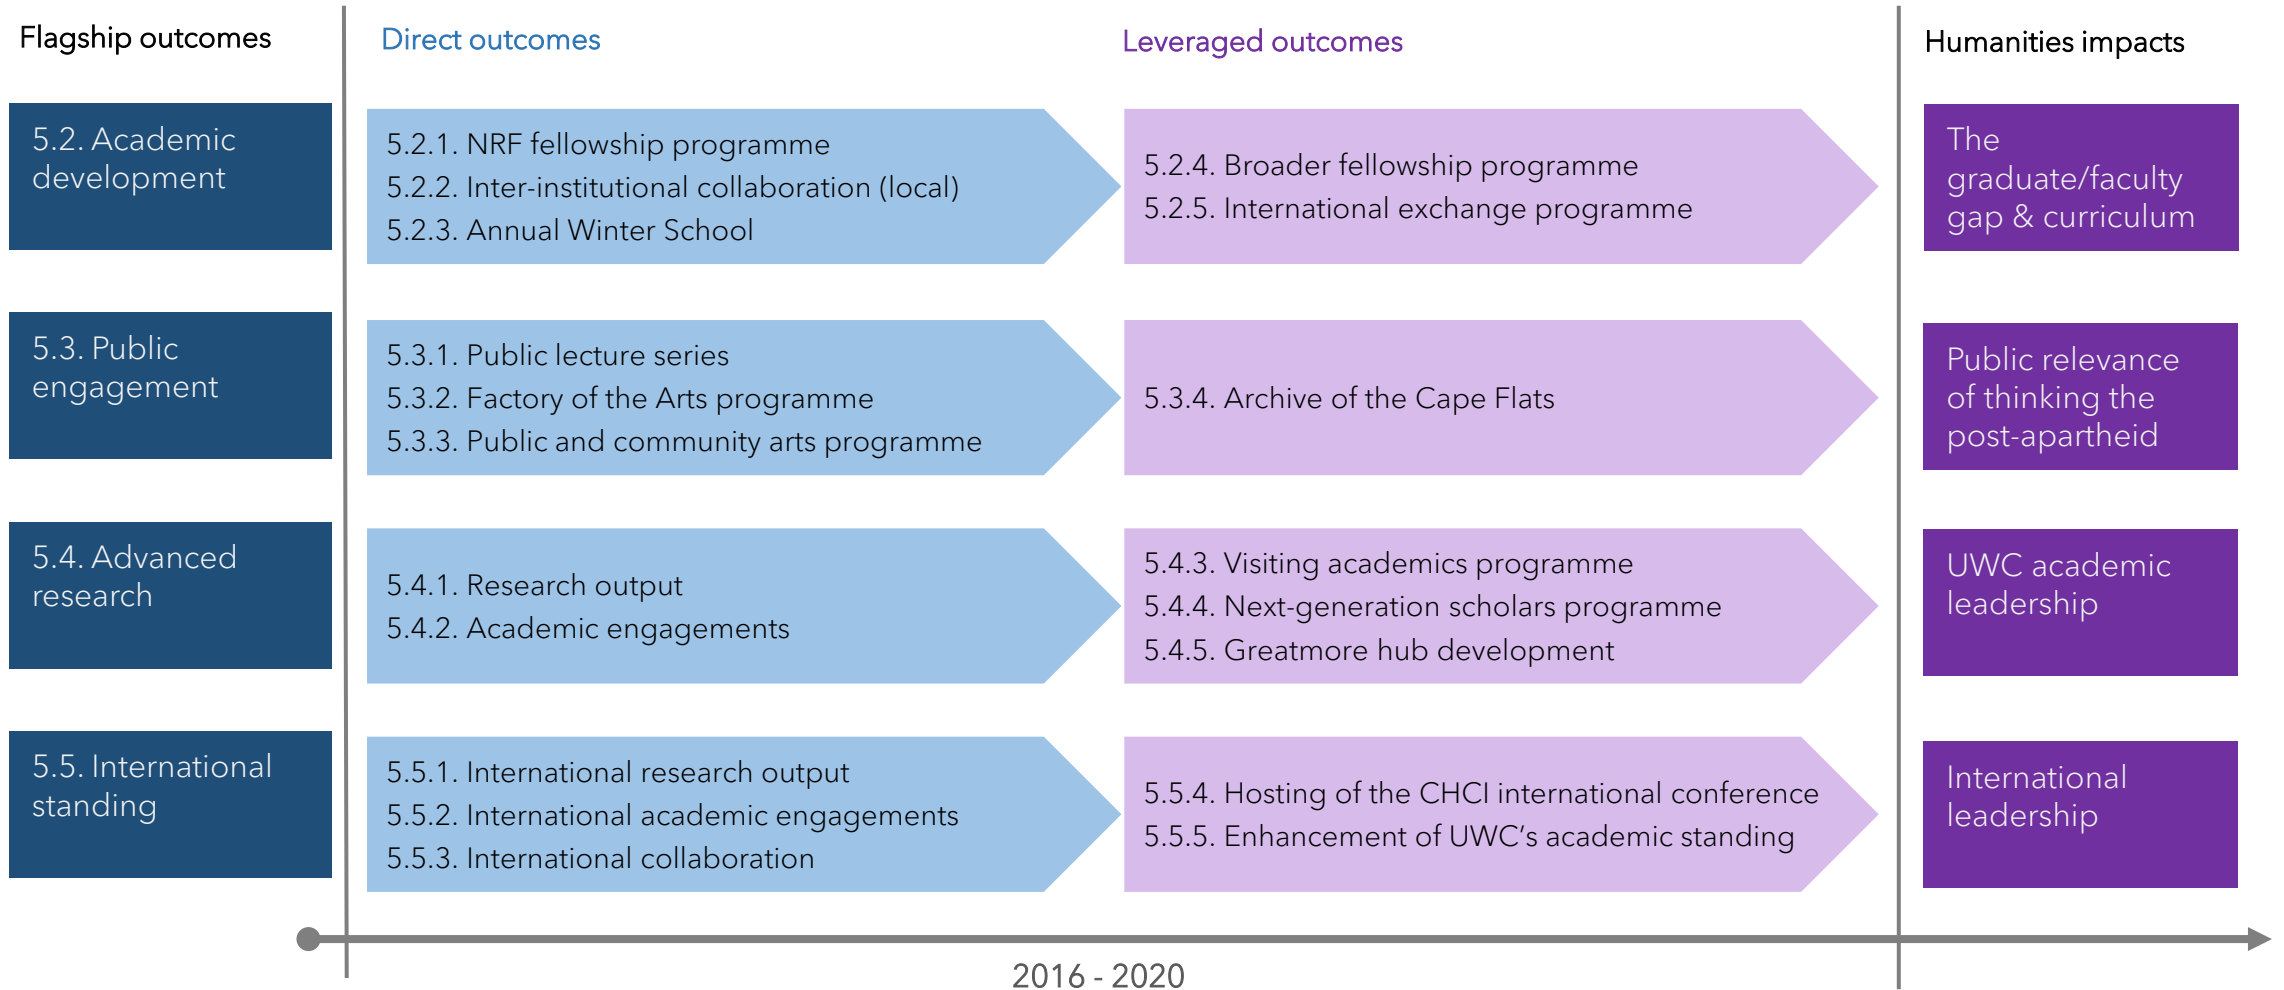 Flagship outcomes
Direct outcomes
Leveraged outcomes
Humanities impacts
5.2. Academic
development
5.2.1. NRF fellowship programme
5.2.2. Inter-institutional collaboration (local)
5.2.3. Annual Winter School
5.2.4. Broader fellowship programme
5.2.5. International exchange programme
The
graduate/faculty
gap & curriculum
5.3. Public
engagement
5.3.1. Public lecture series
5.3.2. Factory of the Arts programme
5.3.3. Public and community arts programme
5.3.4. Archive of the Cape Flats
Public relevance
of thinking the
post-apartheid
5.4. Advanced
research
5.4.1. Research output
5.4.2. Academic engagements
5.4.3. Visiting academics programme
5.4.4. Next-generation scholars programme
5.4.5. Greatmore hub development
UWC academic
leadership
5.5. International
standing
5.5.1. International research output
5.5.2. International academic engagements
5.5.3. International collaboration
5.5.4. Hosting of the CHCI international conference
5.5.5. Enhancement of UWC’s academic standing
International
leadership
2016 - 2020